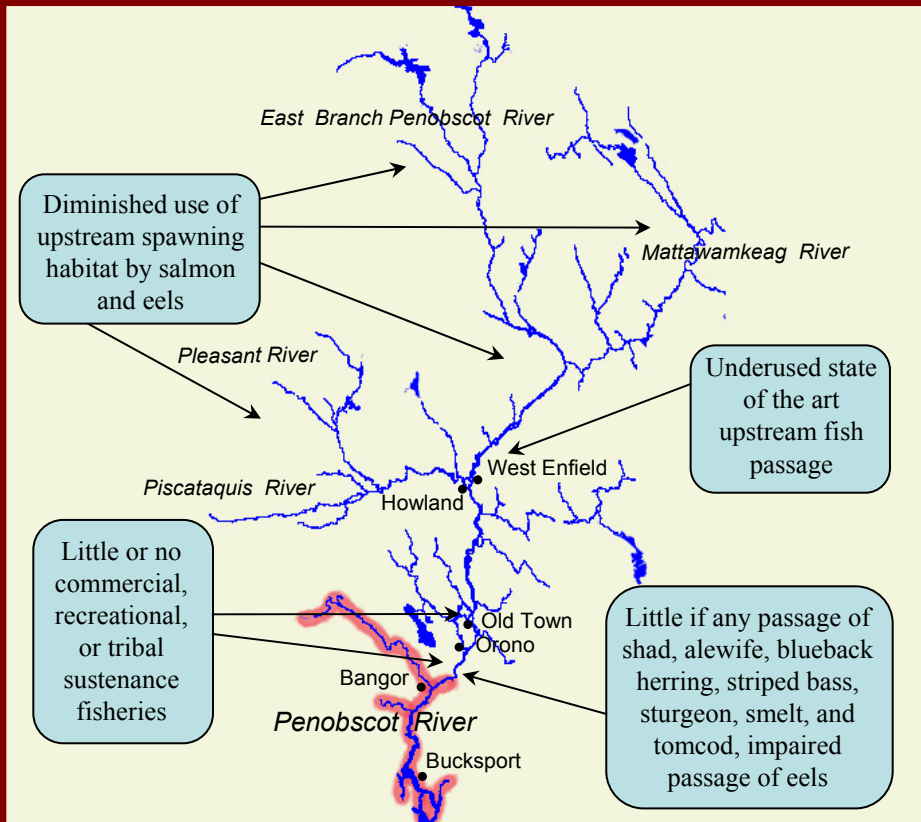 East Branch Penobscot River
Diminished use of
upstream spawning
habitat by salmon
and eels
Mattawamkeag River
Pleasant River
Underused state
of the art
upstream fish
passage
West Enfield
Howland
Piscataquis River
Little or no
commercial,
recreational,
or tribal
sustenance
fisheries
Old Town
Orono
Bangor
Penobscot River
Bucksport
Little if any passage of
shad, alewife, blueback
herring, striped bass,
sturgeon, smelt, and
tomcod, impaired
passage of eels